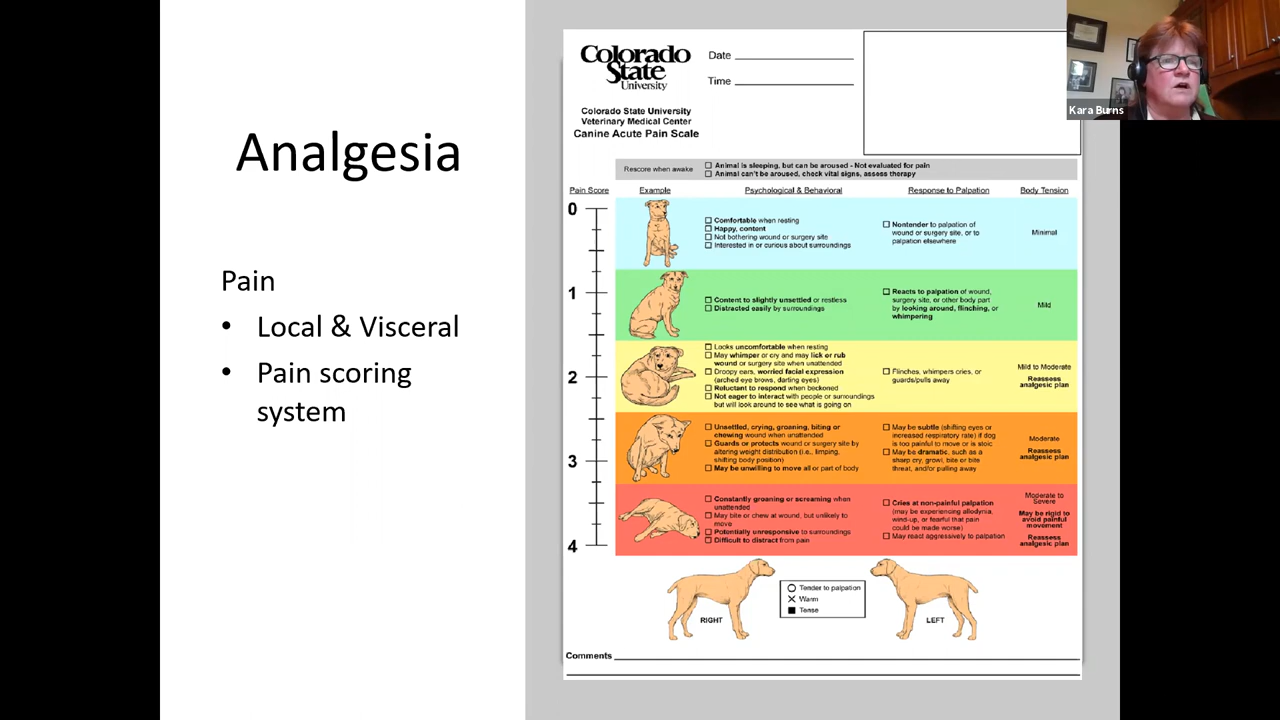 Analgesia
Pain
• Local & Visceral
• Pain scoring
system
Colorado
State
University
Colorado State University
Veterinary Medical Center
Canine Acute Pain Scale
Date
Time
Kara Burns
Rescore when awake
Animal is sleeping, but can be aroused - Not evaluated for pain
Animal can't be aroused, check vital signs, assess therapy
Pain Score Example Psychological & Behavioral Response to Palpation Body Tension
0
Comfortable when resting
Happy, content
Not bothering wound or surgery site
Interested in or curious about surroundings
Nontender to palpation of
wound or surgery site, or to
palpation elsewhere
Minimal
1
Content to slightly unsettled or restless
Distracted easily by surroundings
Reacts to palpation of wound,
surgery site, or other body part
by looking around, flinching, or
whimpering
Mild
2
Looks uncomfortable when resting
May whimper or cry and may lick or rub
wound or surgery site when unattended
Droopy ears, worried facial expression
(arched eye brows, darting eyes)
Reluctant to respond when beckoned
Not eager to interact with people or surroundings
but will look around to see what is going on
Flinches, whimpers cries, or
guards/pulls away
Mild to Moderate
Reassess
analgesic plan
3
Unsettled, crying, groaning, biting or
chewing wound when unattended
Guards or protects wound or surgery site by
altering weight distribution (i.e., limping,
shifting body position)
May be unwilling to move all or part of body
May be subtle (shifting eyes or
increased respiratory rate) if dog
is too painful to move or is stoic
May be dramatic, such as a
sharp cry, growl, bite or bite
threat, and/or pulling away
Moderate
Reassess
analgesic plan
4
Constantly groaning or screaming when
unattended
May bite or chew at wound, but unlikely to
move
Potentially unresponsive to surroundings
Difficult to distract from pain
Cries at non-painful palpation
(may be experiencing allodynia,
wind-up, or fearful that pain
could be made worse)
May react aggressively to palpation
Moderate to
Severe
May be rigid to
avoid painful
movement
Reassess
analgesic plan
RIGHT
Tender to palpation
Warm
Tense
LEFT
Comments